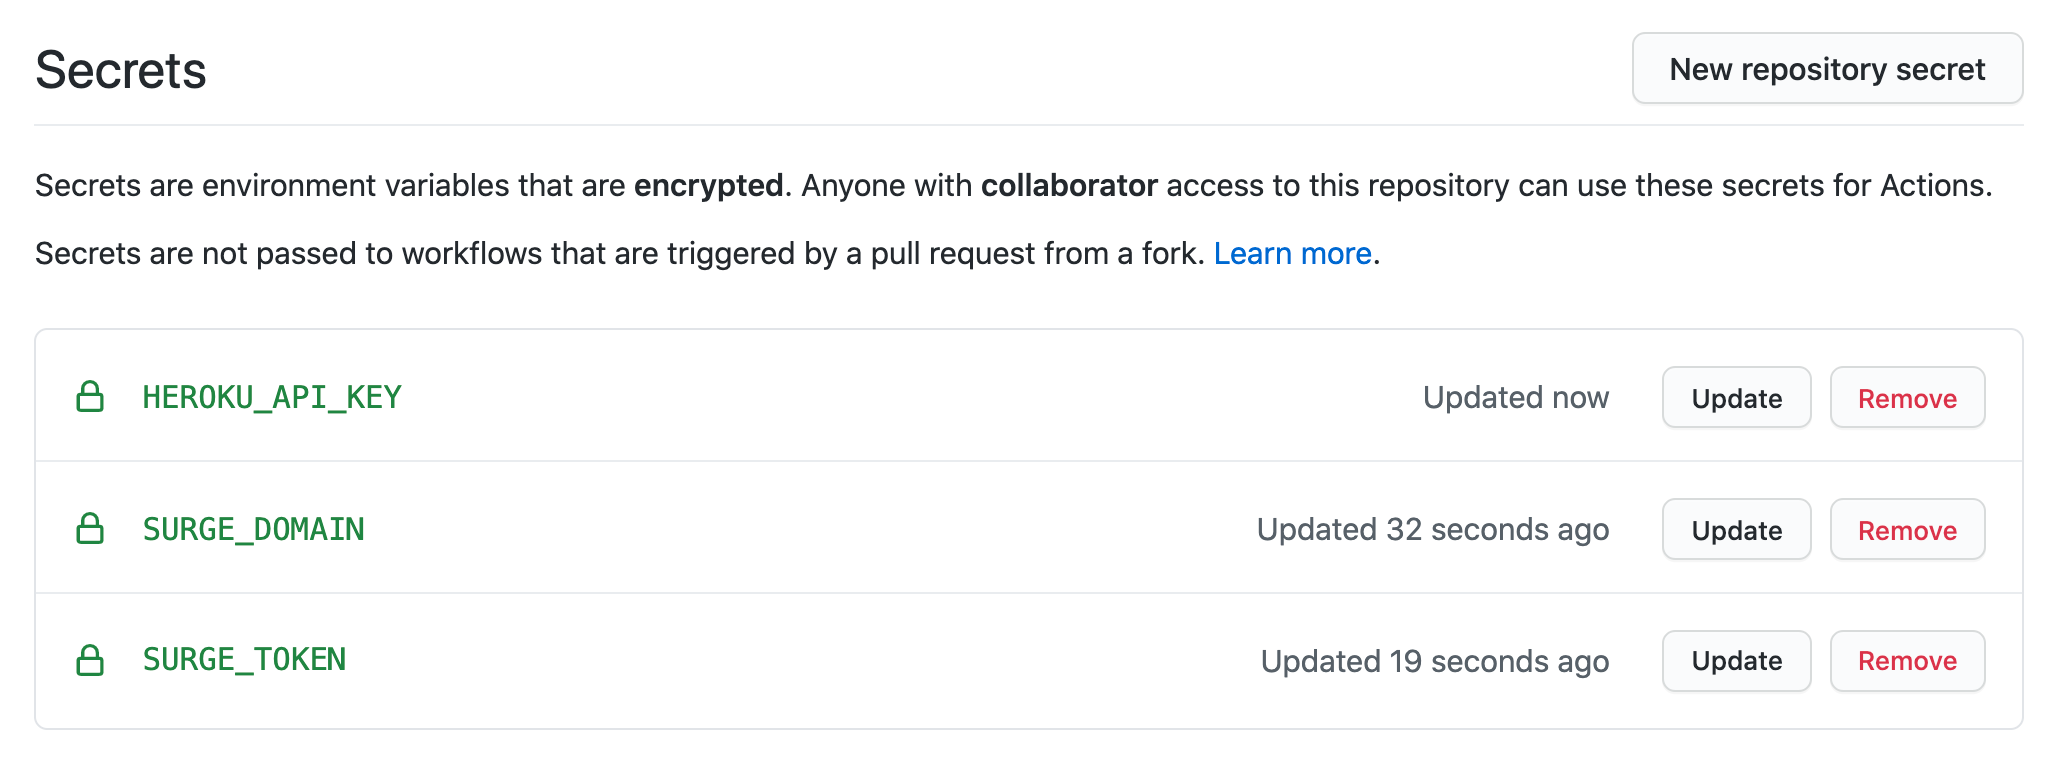 Secrets
New repository secret
Secrets are environment variables that are encrypted. Anyone with collaborator access to this repository can use these secrets for Actions.
Secrets are not passed to workflows that are triggered by a pull request from a fork. Learn more.
HEROKU_API_KEY Updated now Update Remove
SURGE_DOMAIN Updated 32 seconds ago Update Remove
SURGE_TOKEN Updated 19 seconds ago Update Remove